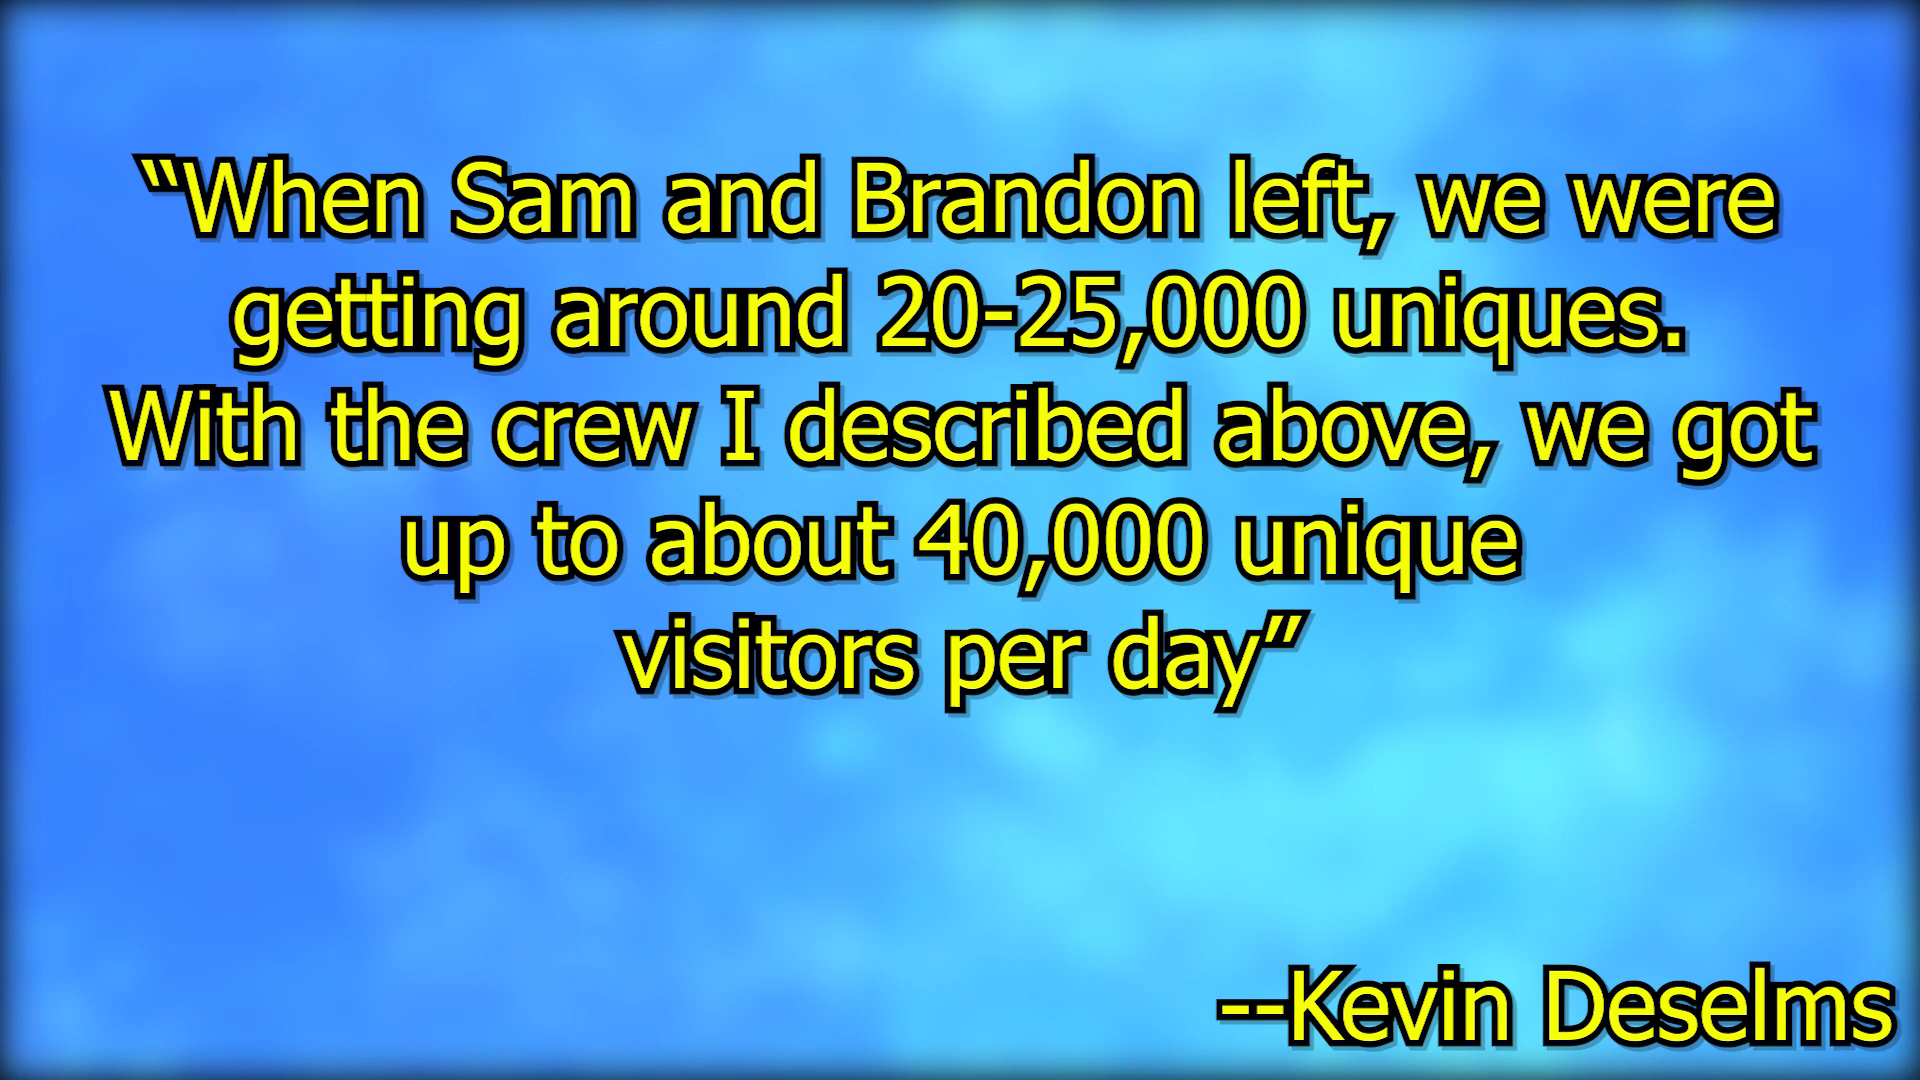 “When Sam and Brandon left, we were
getting around 20-25,000 uniques.
With the crew I described above, we got
up to about 40,000 unique
visitors per day”
--Kevin Deselms